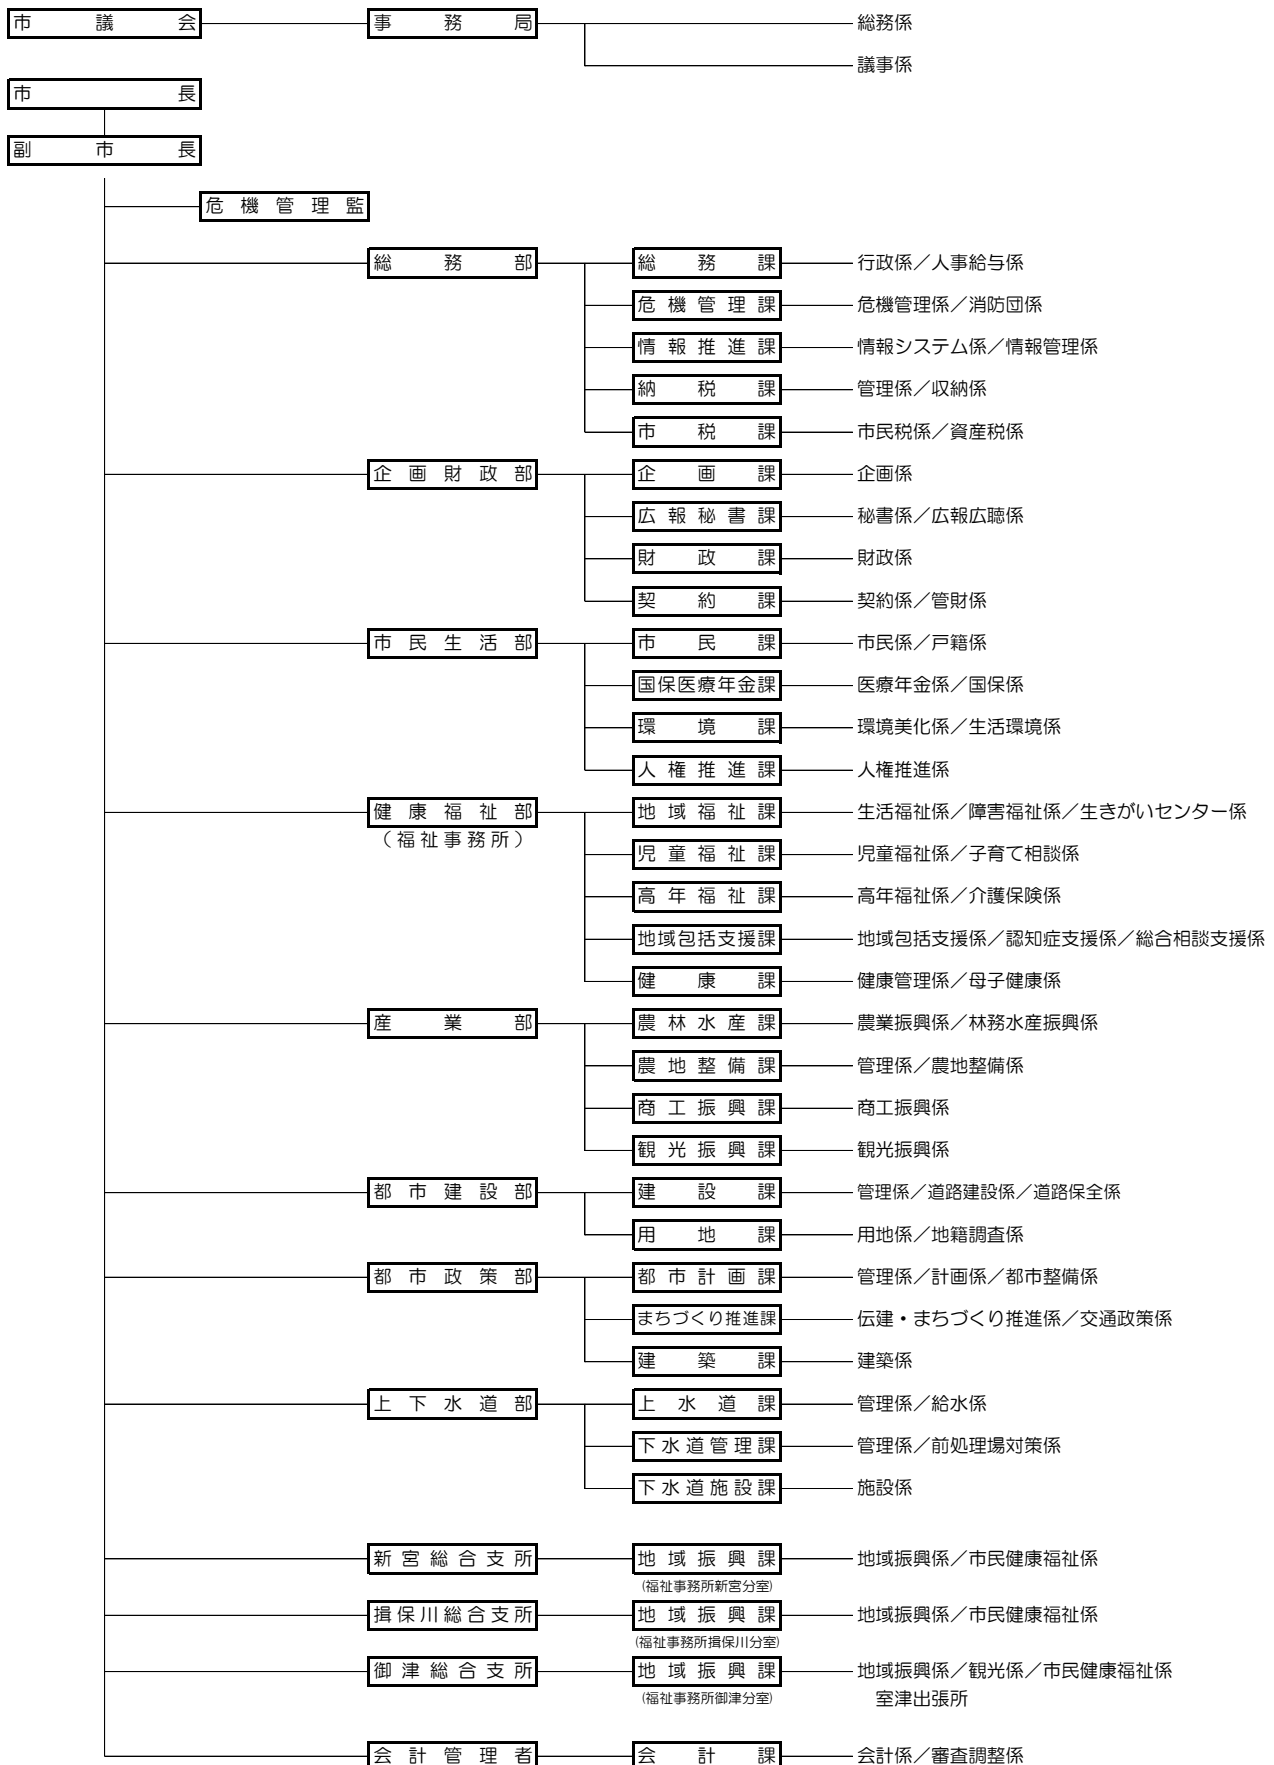 市議会 事務局 総務係
議事係
市長
副市長
危機管理監
総務部 総務課 行政係／人事給与係
危機管理課 危機管理係／消防団係
情報推進課 情報システム係／情報管理係
納税課 管理係／収納係
市税課 市民税係／資産税係
企画財政部 企画課 企画係
広報秘書課 秘書係／広報広聴係
財政課 財政係
契約課 契約係／管財係
市民生活部 市民課 市民係／戸籍係
国保医療年金課 医療年金係／国保係
環境課 環境美化係／生活環境係
人権推進課 人権推進係
健康福祉部 地域福祉課 生活福祉係／障害福祉係／生きがいセンター係
（福祉事務所）
児童福祉課 児童福祉係／子育て相談係
高年福祉課 高年福祉係／介護保険係
地域包括支援課 地域包括支援係／認知症支援係／総合相談支援係
健康課 健康管理係／母子健康係
産業部 農林水産課 農業振興係／林務水産振興係
農地整備課 管理係／農地整備係
商工振興課 商工振興係
観光振興課 観光振興係
都市建設部 建設課 管理係／道路建設係／道路保全係
用地課 用地係／地籍調査係
都市政策部 都市計画課 管理係／計画係／都市整備係
まちづくり推進課 伝建・まちづくり推進係／交通政策係
建築課 建築係
上下水道部 上水道課 管理係／給水係
下水道管理課 管理係／前処理場対策係
下水道施設課 施設係
新宮総合支所 地域振興課 地域振興係／市民健康福祉係
(福祉事務所新宮分室)
揖保川総合支所 地域振興課 地域振興係／市民健康福祉係
(福祉事務所揖保川分室)
御津総合支所 地域振興課 地域振興係／観光係／市民健康福祉係
(福祉事務所御津分室) 室津出張所
会計管理者 会計課 会計係／審査調整係